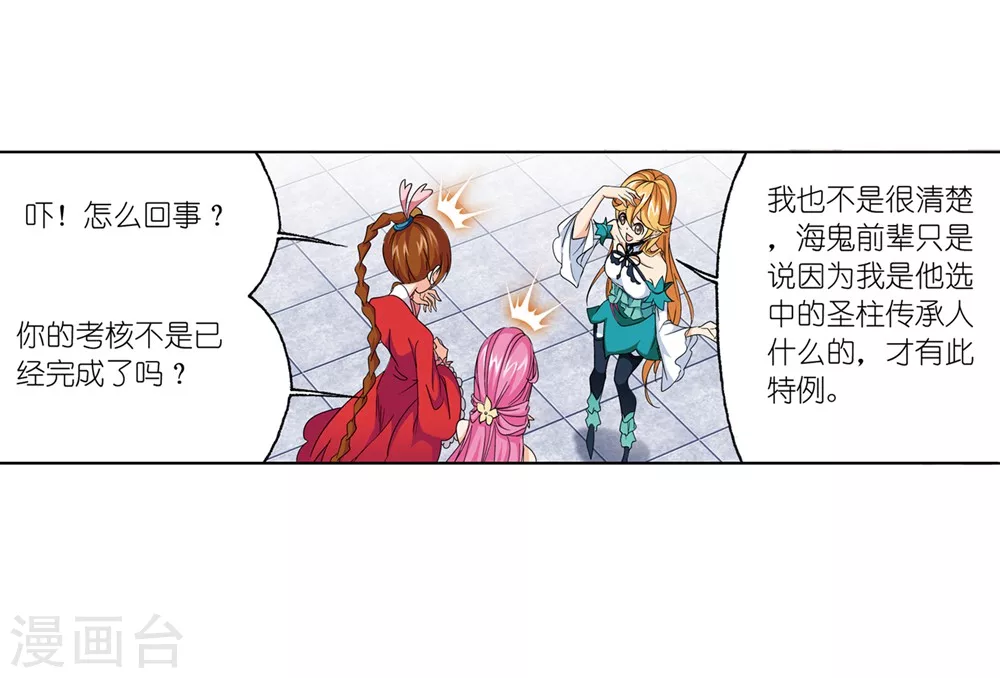 吓！怎么回事？
你的考核不是已
经完成了吗？
我也不是很清楚
，海鬼前辈只是
说因为我是他选
中的圣柱传承人
什么的，才有此
特例。
漫画台